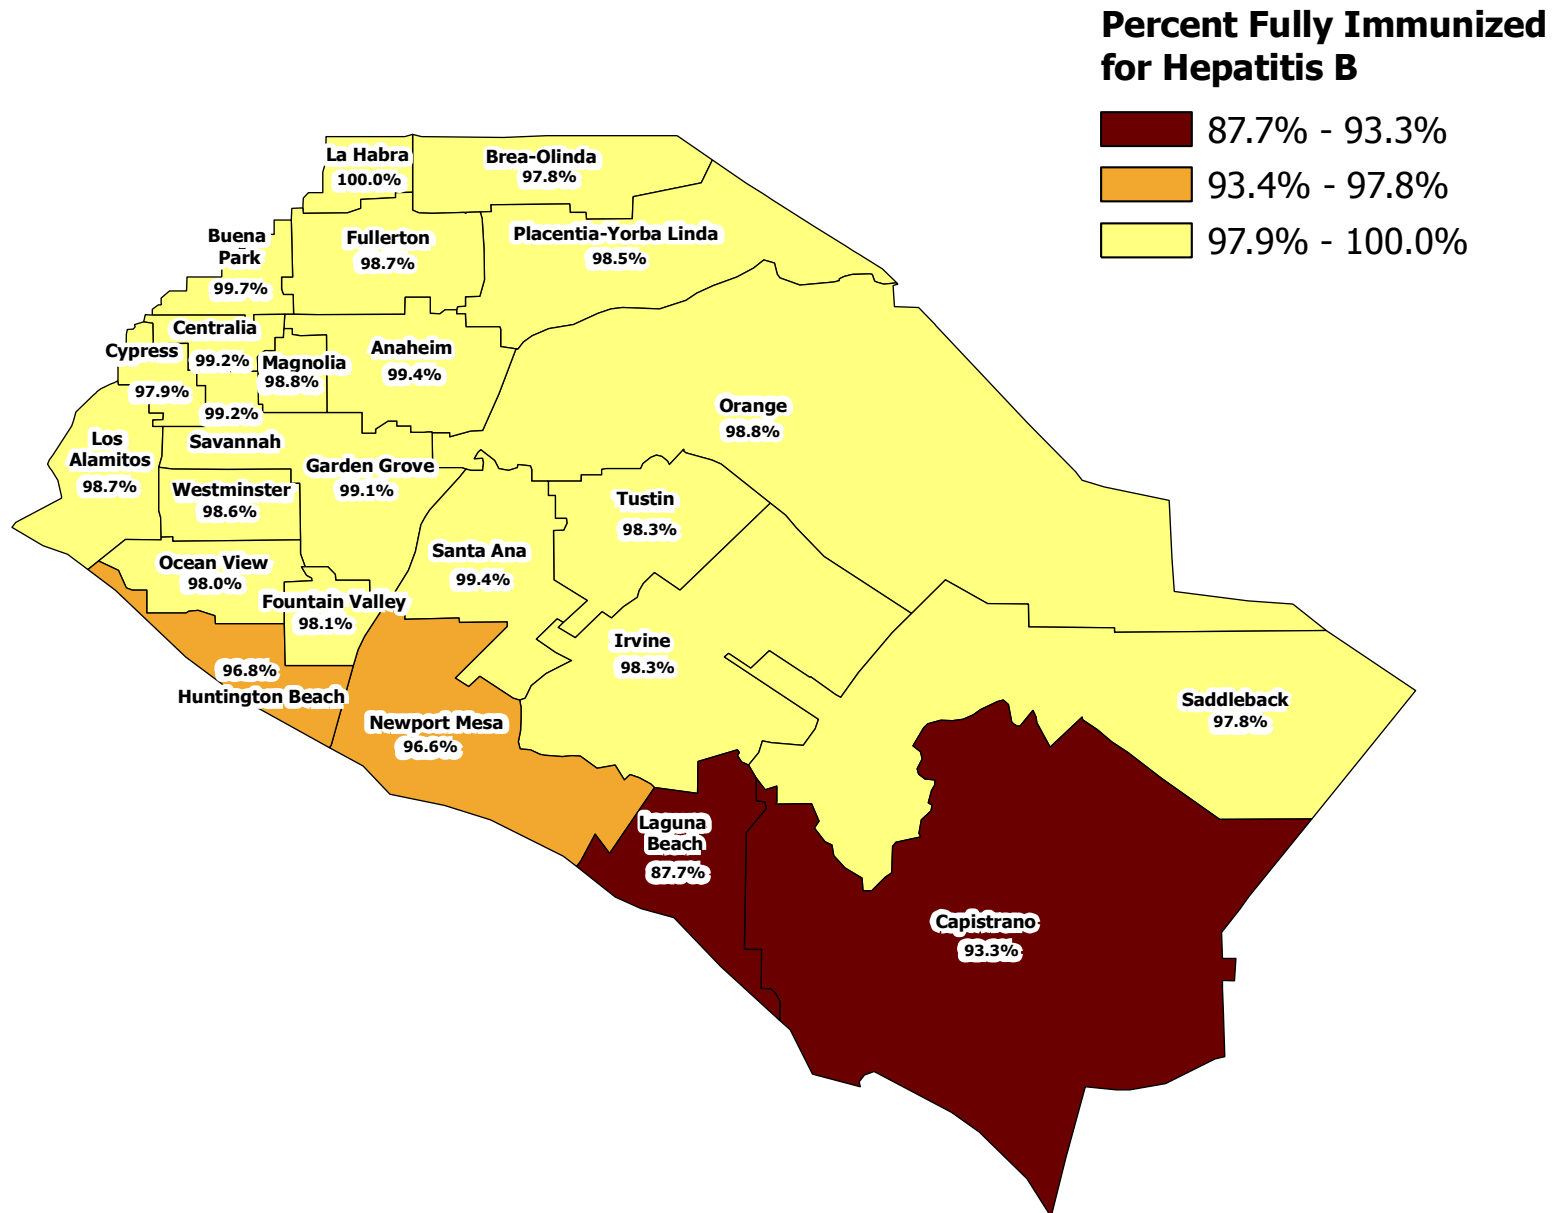 Percent Fully Immunized
for Hepatitis B
87.7% - 93.3%
93.4% - 97.8%
97.9% - 100.0%
La Habra
100.0%
Brea-Olinda
97.8%
Buena
Park
99.7%
Fullerton
98.7%
Placentia-Yorba Linda
98.5%
Centralia
99.2%
Cypress
97.9%
Magnolia
98.8%
Anaheim
99.4%
99.2%
Savannah
Orange
98.8%
Los
Alamitos
98.7%
Garden Grove
99.1%
Westminster
98.6%
Tustin
98.3%
Santa Ana
99.4%
Ocean View
98.0%
Fountain Valley
98.1%
Irvine
98.3%
96.8%
Huntington Beach
Newport Mesa
96.6%
Saddleback
97.8%
Laguna
Beach
87.7%
Capistrano
93.3%